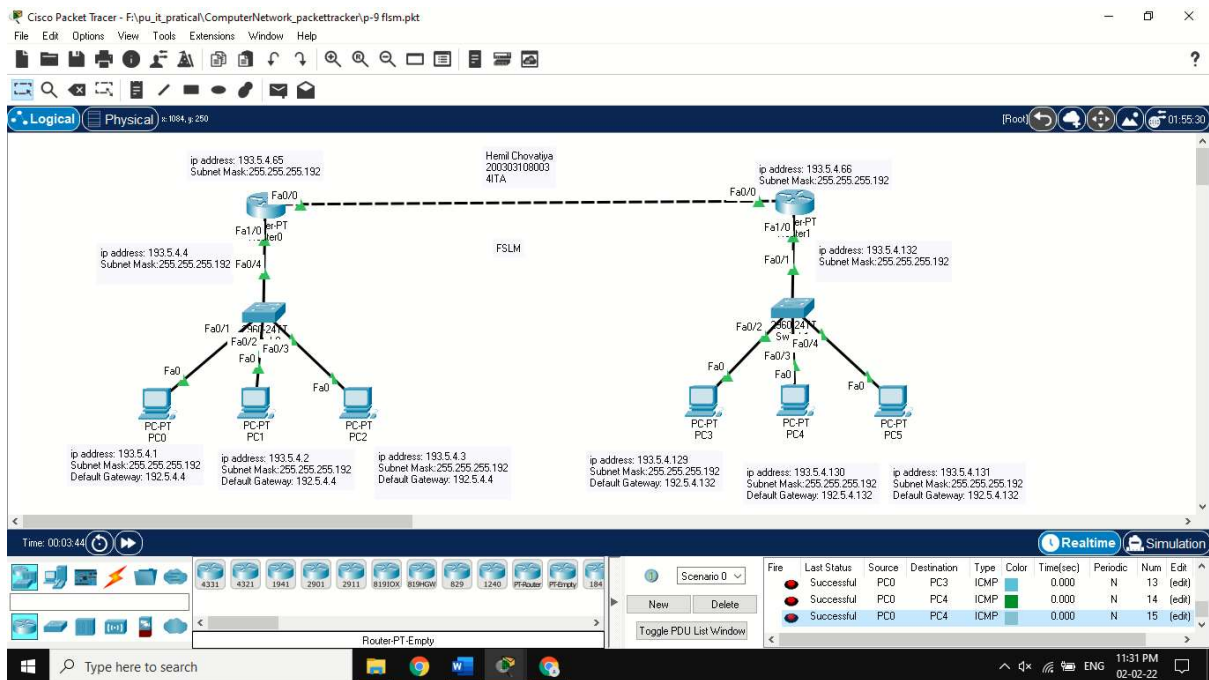 Cisco Packet Tracer - F:\pu_it_pratical\ComputerNetwork_packettracker\p-9 flsm.pkt
File Edit Options View Tools Extensions Window Help
?
Logical Physical x: 1084, y: 250
[Root] 01:55:30
ip address: 193.5.4.65
Subnet Mask:255.255.255.192
Hemil Chovatiya
200303108003
4ITA
ip address: 193.5.4.66
Subnet Mask:255.255.255.192
Fa0/0
Fa0/0
er-PT
Fa1/0
er-PT
Fa1/0
FSLM
ip address: 193.5.4.4
Subnet Mask:255.255.255.192
Fa0/4
ip address: 193.5.4.132
Subnet Mask:255.255.255.192
Fa0/1
Fa0/1
Fa0/2
Fa0/3
Fa0
Fa0
Fa0
Fa0/2
Fa0/4
Fa0/3
Fa0
Fa0
Fa0
PC-PT
PC0
PC-PT
PC1
PC-PT
PC2
PC-PT
PC3
PC-PT
PC4
PC-PT
PC5
ip address: 193.5.4.1
Subnet Mask:255.255.255.192
Default Gateway: 192.5.4.4
ip address: 193.5.4.2
Subnet Mask:255.255.255.192
Default Gateway: 192.5.4.4
ip address: 193.5.4.3
Subnet Mask:255.255.255.192
Default Gateway: 192.5.4.4
ip address: 193.5.4.129
Subnet Mask:255.255.255.192
Default Gateway: 192.5.4.132
ip address: 193.5.4.130
Subnet Mask:255.255.255.192
Default Gateway: 192.5.4.132
ip address: 193.5.4.131
Subnet Mask:255.255.255.192
Default Gateway: 192.5.4.132
Time: 00:03:44
Realtime Simulation
4331 4321 1941 2901 2911 819IOX 819HGW 829 1240 PT-Router PT-Empty 184
Router-PT-Empty
Scenario 0
New Delete
Toggle PDU List Window
Fire Last Status Source Destination Type Color Time(sec) Periodic Num Edit
Successful PC0 PC3 ICMP 0.000 N 13 (edit)
Successful PC0 PC4 ICMP 0.000 N 14 (edit)
Successful PC0 PC4 ICMP 0.000 N 15 (edit)
Type here to search
ENG
11:31 PM
02-02-22